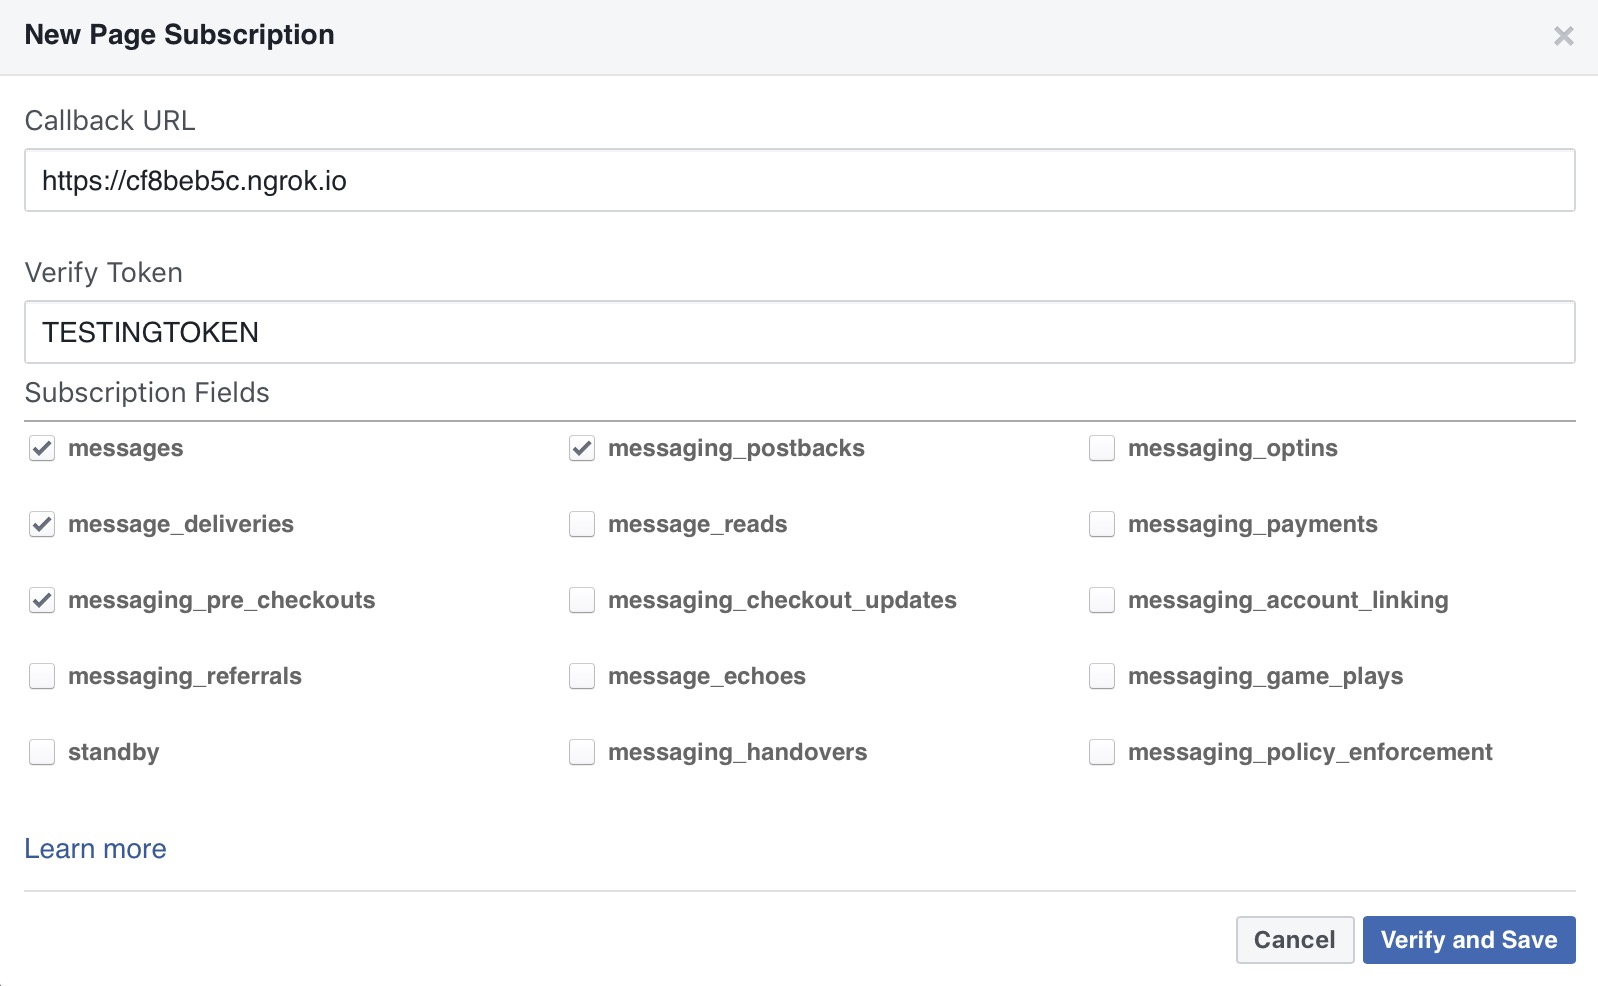 New Page Subscription
Callback URL
https://cf8beb5c.ngrok.io
Verify Token
TESTINGTOKEN
Subscription Fields
messages messaging_postbacks messaging_optins
message_deliveries message_reads messaging_payments
messaging_pre_checkouts messaging_checkout_updates messaging_account_linking
messaging_referrals message_echoes messaging_game_plays
standby messaging_handovers messaging_policy_enforcement
Learn more
Cancel Verify and Save